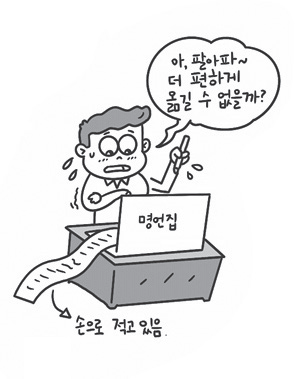 아, 팔아파~
더 편하게
옮길 수 없을까?
명언집
손으로 적고 있음.